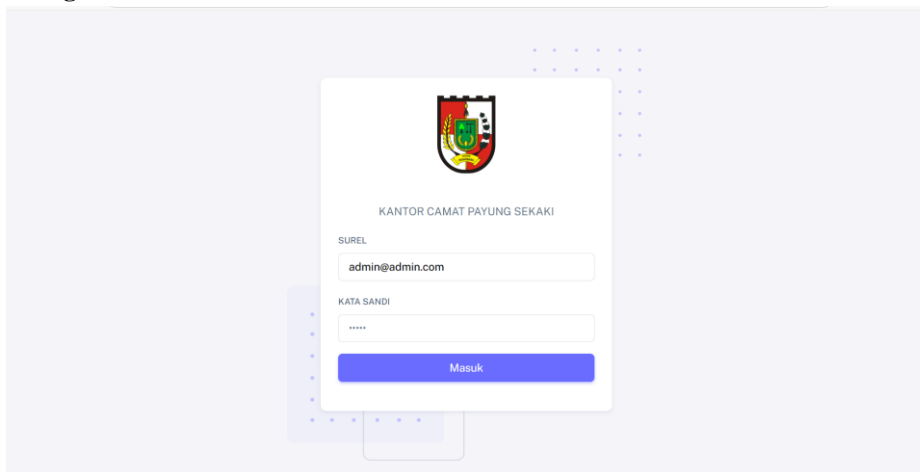 KANTOR CAMAT PAYUNG SEKAKI
SUREL
admin@admin.com
KATA SANDI
•••••
Masuk